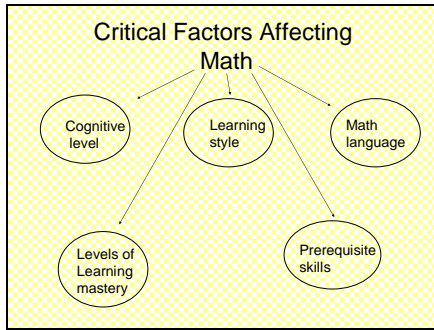 Critical Factors Affecting
Math
Cognitive
level
Learning
style
Math
language
Levels of
Learning
mastery
Prerequisite
skills